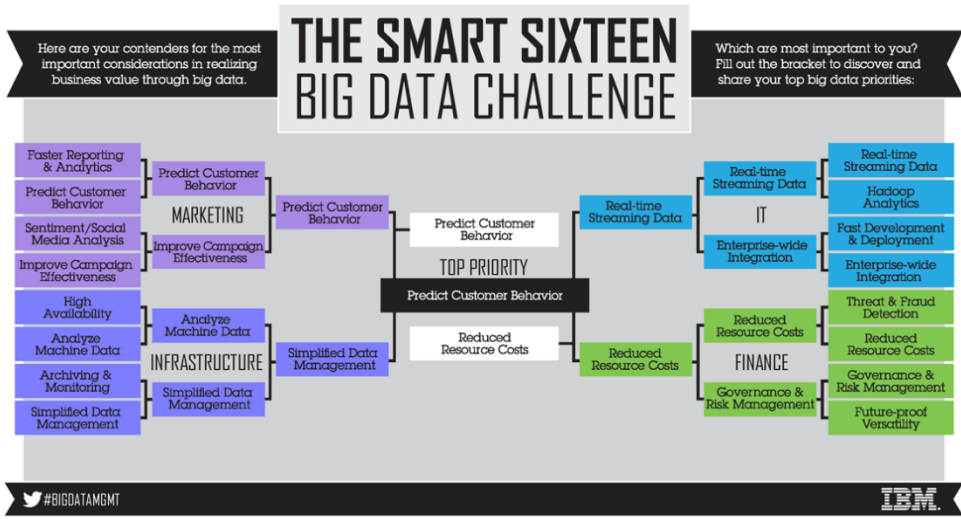 Here are your contenders for the most
important considerations in realizing
business value through big data.
THE SMART SIXTEEN
BIG DATA CHALLENGE
Which are most important to you?
Fill out the bracket to discover and
share your top big data priorities:
Faster Reporting
& Analytics
Predict Customer
Behavior
Sentiment/Social
Media Analysis
Improve Campaign
Effectiveness
Predict Customer
Behavior
MARKETING
Improve Campaign
Effectiveness
Predict Customer
Behavior
High
Availability
Analyze
Machine Data
Archiving &
Monitoring
Simplified Data
Management
Analyze
Machine Data
INFRASTRUCTURE
Simplified Data
Management
Simplified Data
Management
Predict Customer
Behavior
TOP PRIORITY
Predict Customer Behavior
Reduced
Resource Costs
Real-time
Streaming Data
Real-time
Streaming Data
IT
Enterprise-wide
Integration
Real-time
Streaming Data
Hadoop
Analytics
Fast Development
& Deployment
Enterprise-wide
Integration
Reduced
Resource Costs
Reduced
Resource Costs
FINANCE
Governance &
Risk Management
Threat & Fraud
Detection
Reduced
Resource Costs
Governance &
Risk Management
Future-proof
Versatility
#BIGDATAMGMT
IBM.